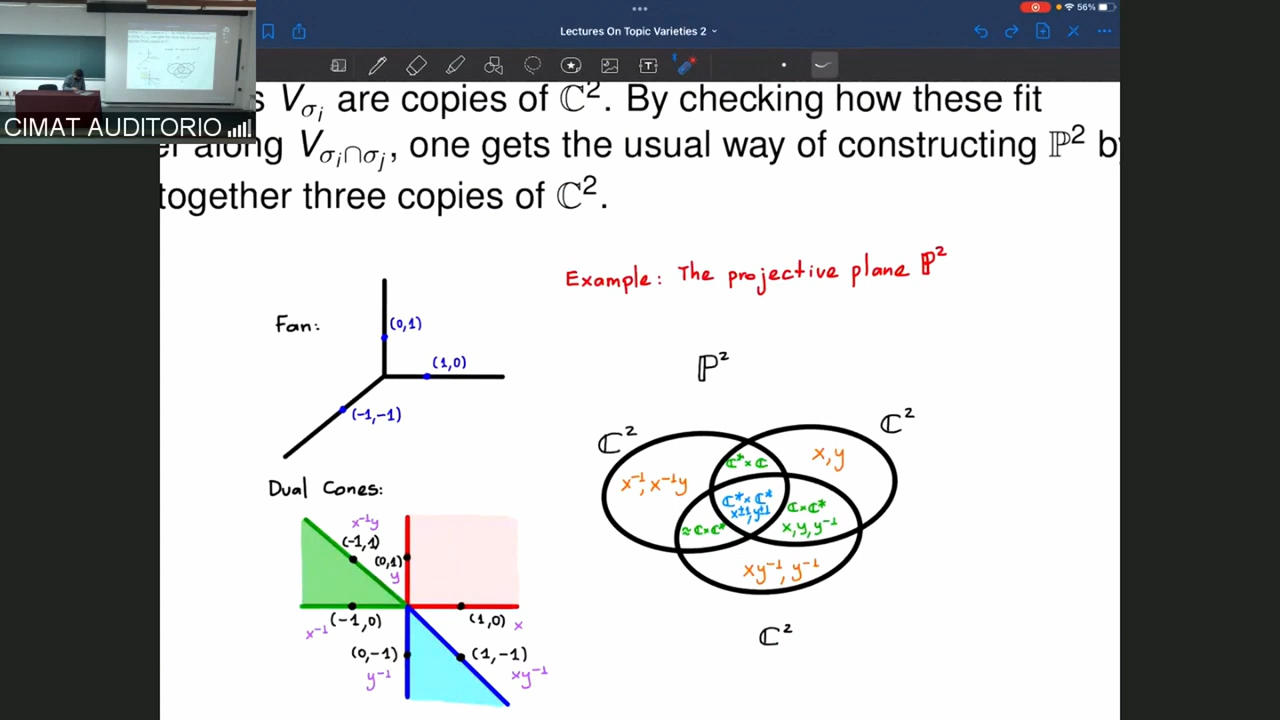 56%
Lectures On Topic Varieties 2
CIMAT AUDITORIO
s V_{σ_i} are copies of ℂ². By checking how these fit
er along V_{σ_i∩σ_j}, one gets the usual way of constructing ℙ² b
together three copies of ℂ².
Example: The projective plane ℙ²
Fan:
(0,1)
(1,0)
(-1,-1)
ℙ²
ℂ²
ℂ²
x⁻¹, x⁻¹y
ℂ*×ℂ
x,y
ℂ*×ℂ*
x^{±1}, y^{±1}
ℂ×ℂ*
x, y, y⁻¹
≈ℂ×ℂ*
xy⁻¹, y⁻¹
ℂ²
Dual Cones:
x⁻¹y
(-1,1)
(0,1)
y
(-1,0)
x⁻¹
(1,0)
x
(0,-1)
y⁻¹
(1,-1)
xy⁻¹